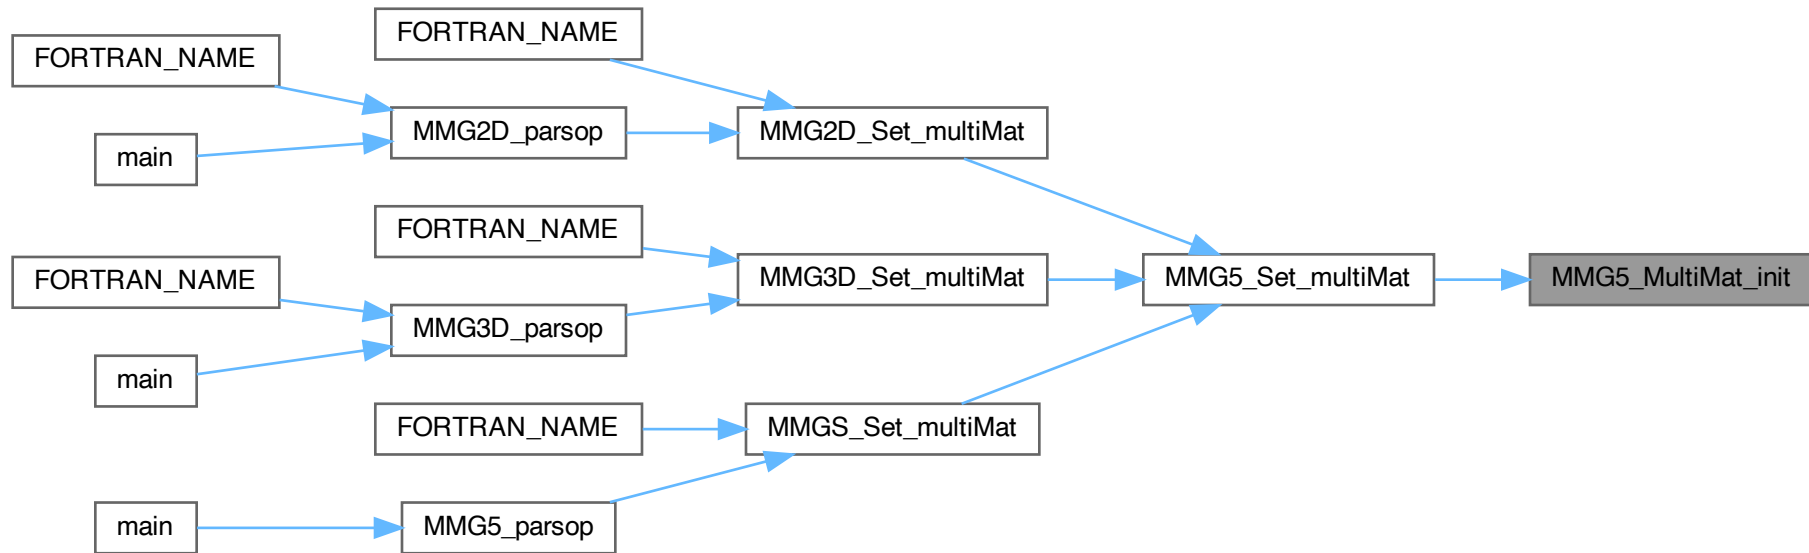 FORTRAN_NAME
FORTRAN_NAME
MMG2D_parsop
MMG2D_Set_multiMat
main
FORTRAN_NAME
FORTRAN_NAME
MMG3D_Set_multiMat
MMG5_Set_multiMat
MMG5_MultiMat_init
MMG3D_parsop
main
FORTRAN_NAME
MMGS_Set_multiMat
main
MMG5_parsop